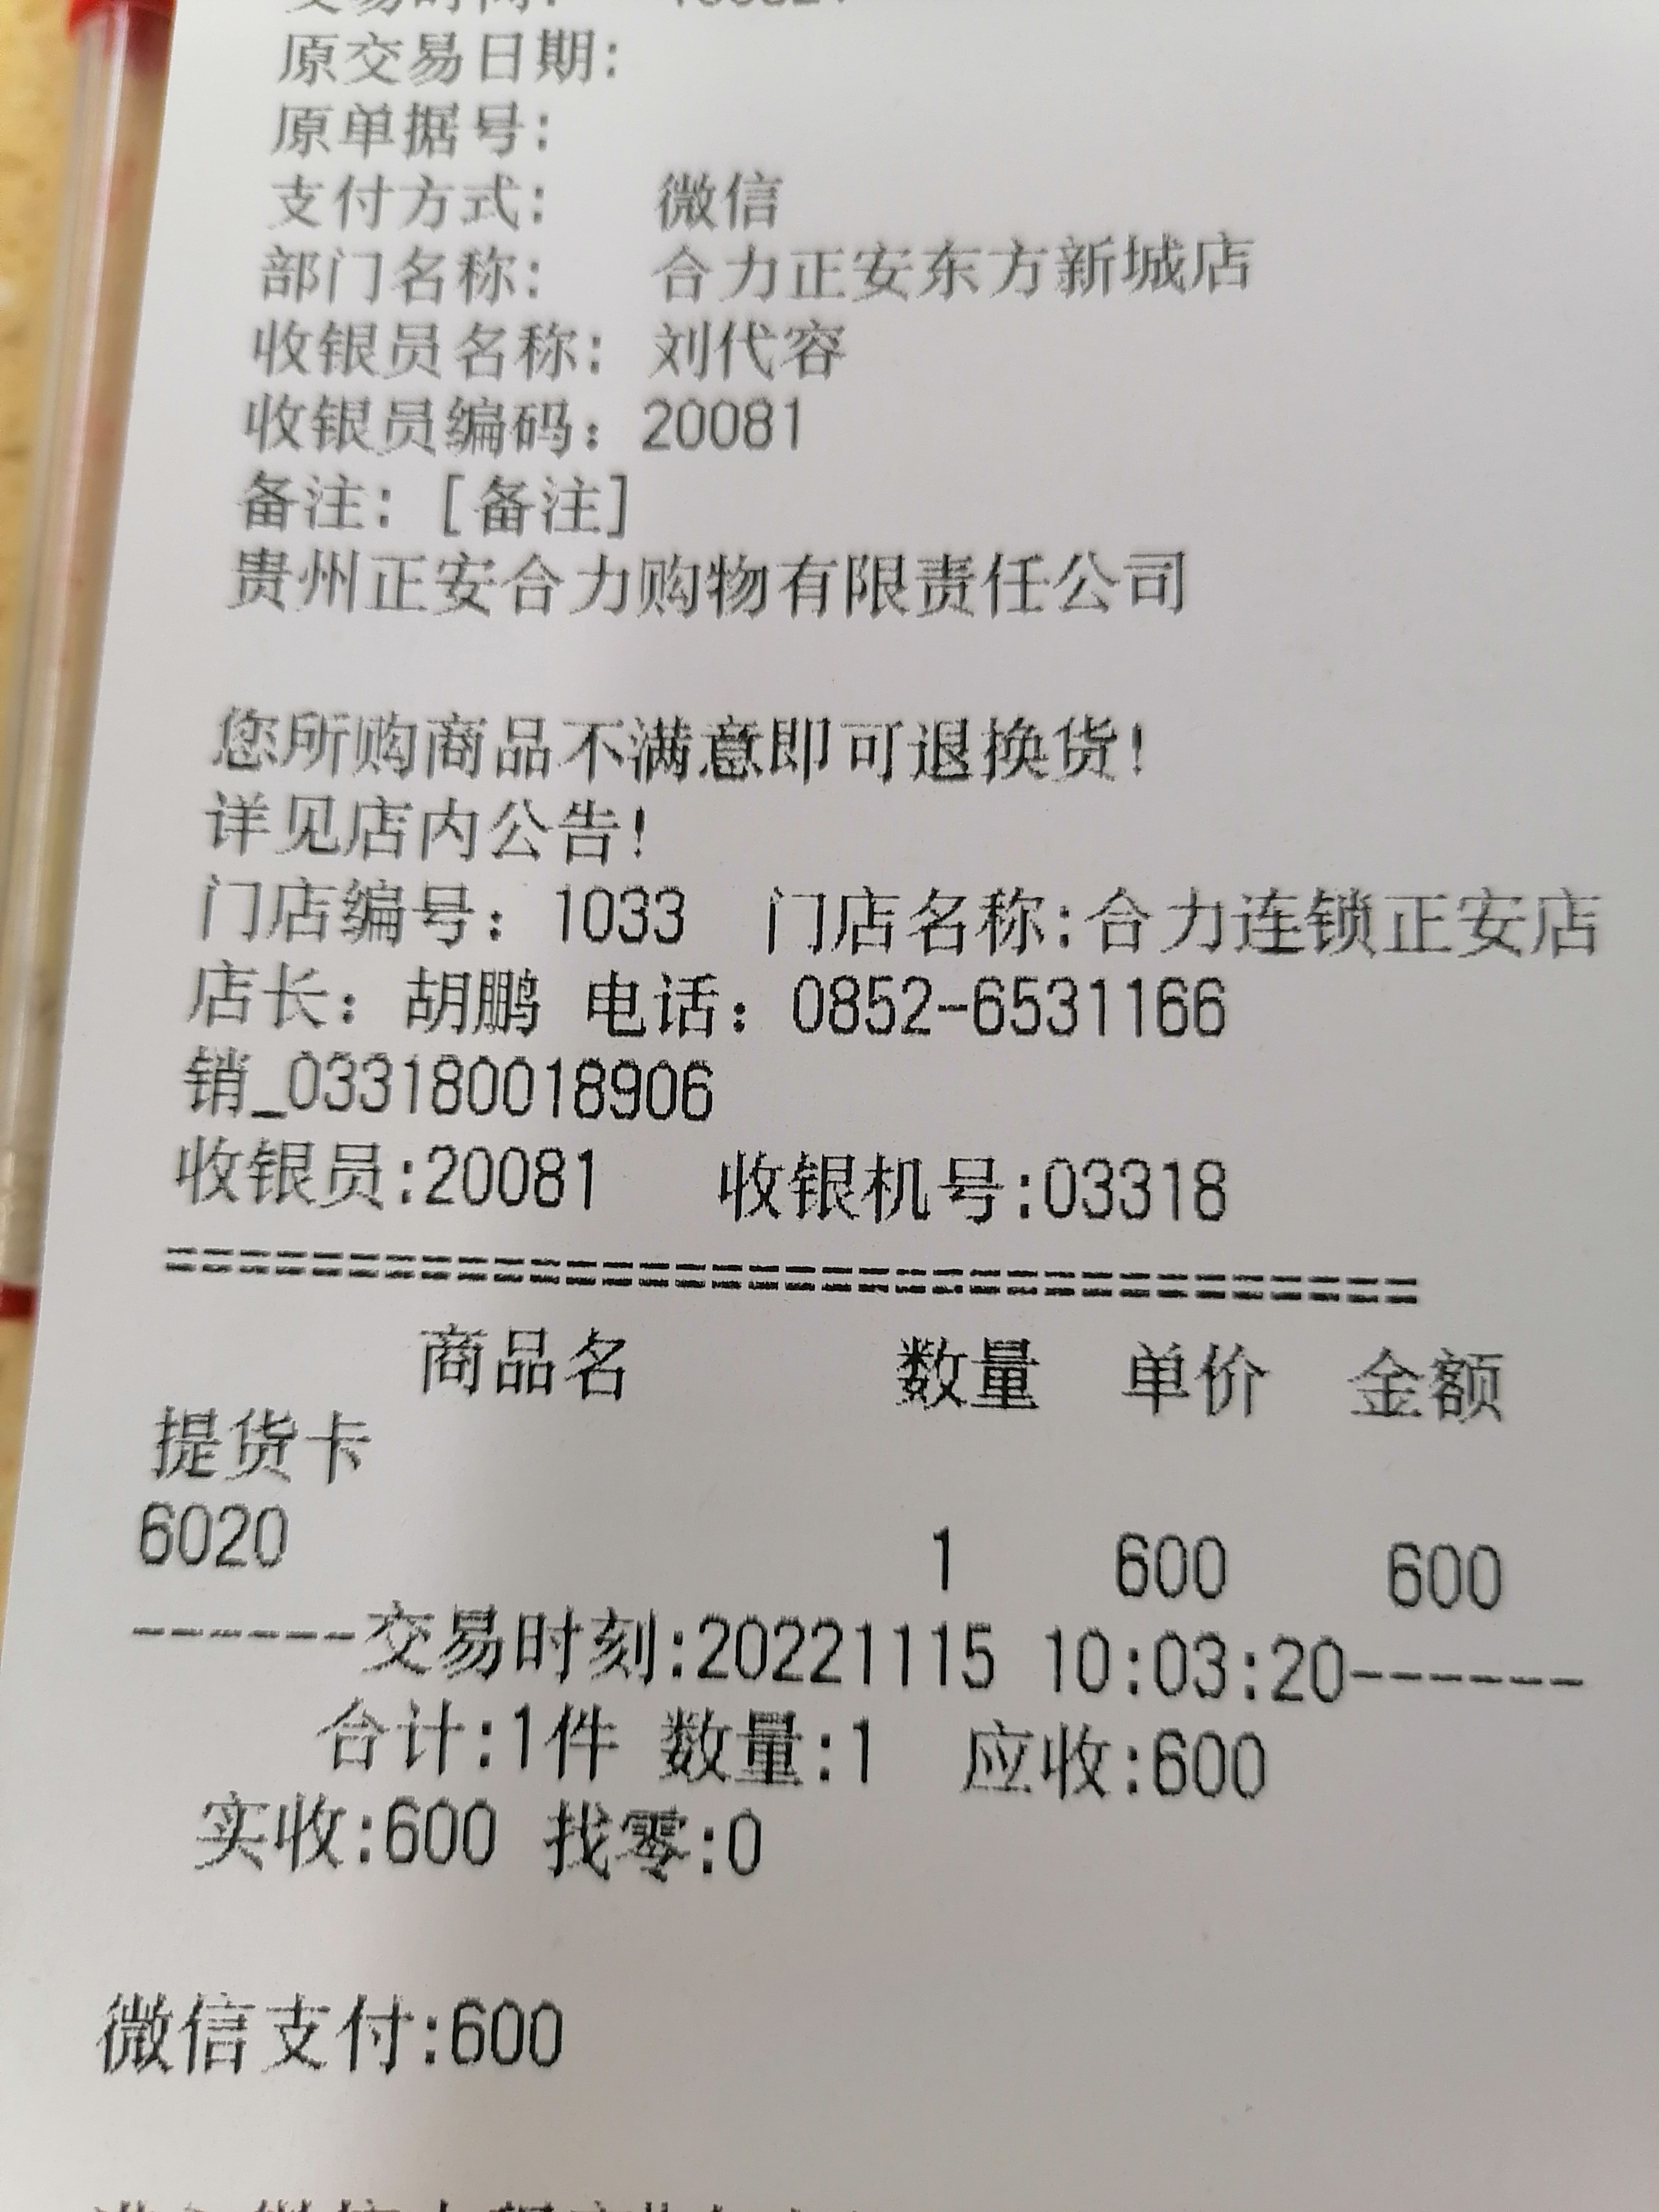 原交易日期:
原单据号:
支付方式: 微信
部门名称: 合力正安东方新城店
收银员名称: 刘代容
收银员编码: 20081
备注: [备注]
贵州正安合力购物有限责任公司
您所购商品不满意即可退换货!
详见店内公告!
门店编号: 1033 门店名称:合力连锁正安店
店长: 胡鹏 电话: 0852-6531166
销_033180018906
收银员:20081 收银机号:03318
===================================
商品名 数量 单价 金额
提货卡
6020 1 600 600
------交易时刻:20221115 10:03:20------
合计:1件 数量:1 应收:600
实收:600 找零:0
微信支付:600